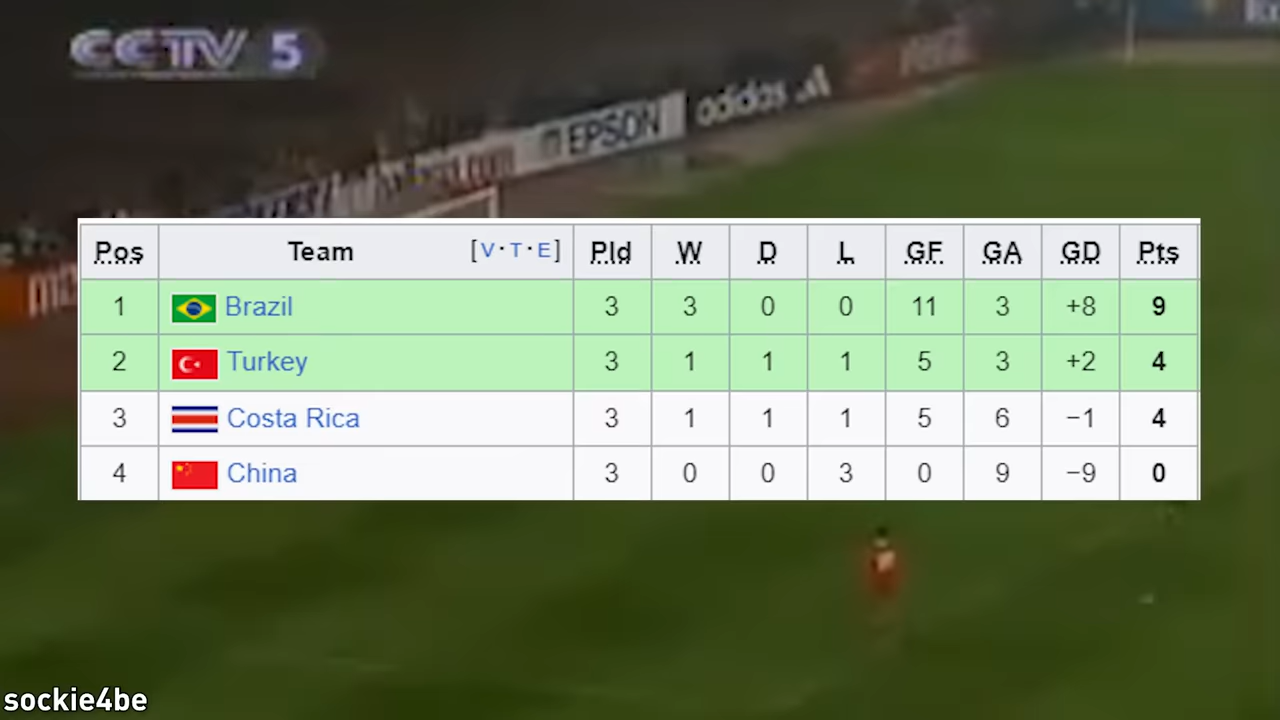 CCTV 5
EPSON
adidas
Pos Team [V·T·E] Pld W D L GF GA GD Pts
1 Brazil 3 3 0 0 11 3 +8 9
2 Turkey 3 1 1 1 5 3 +2 4
3 Costa Rica 3 1 1 1 5 6 −1 4
4 China 3 0 0 3 0 9 −9 0
sockie4be